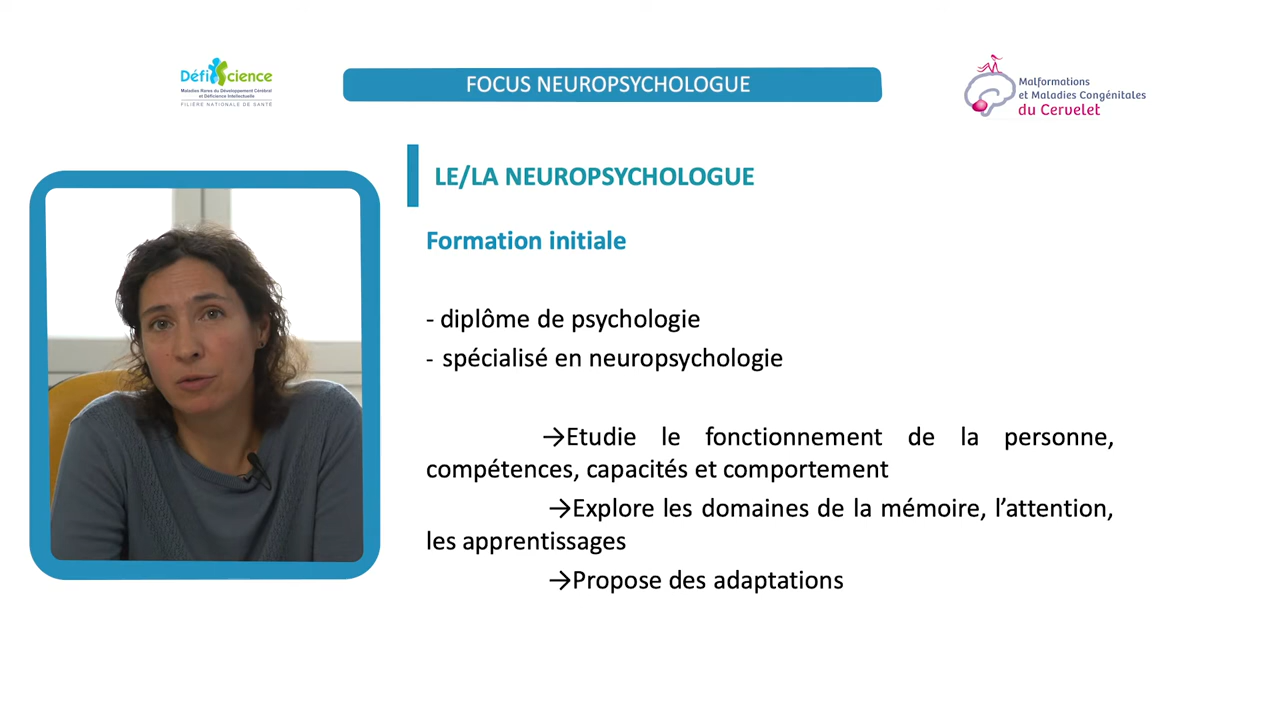 DéfiScience
Maladies Rares du Développement Cérébral
et Déficience Intellectuelle
FILIÈRE NATIONALE DE SANTÉ
FOCUS NEUROPSYCHOLOGUE
Malformations
et Maladies Congénitales
du Cervelet
LE/LA NEUROPSYCHOLOGUE
Formation initiale
- diplôme de psychologie
- spécialisé en neuropsychologie
→Etudie le fonctionnement de la personne,
compétences, capacités et comportement
→Explore les domaines de la mémoire, l’attention,
les apprentissages
→Propose des adaptations